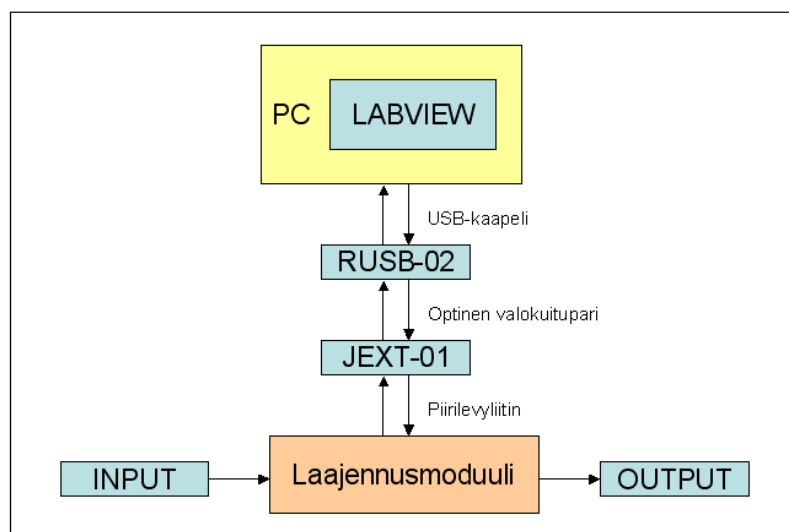 PC
LABVIEW
USB-kaapeli
RUSB-02
Optinen valokuitupari
JEXT-01
Piirilevyliitin
INPUT
Laajennusmoduuli
OUTPUT